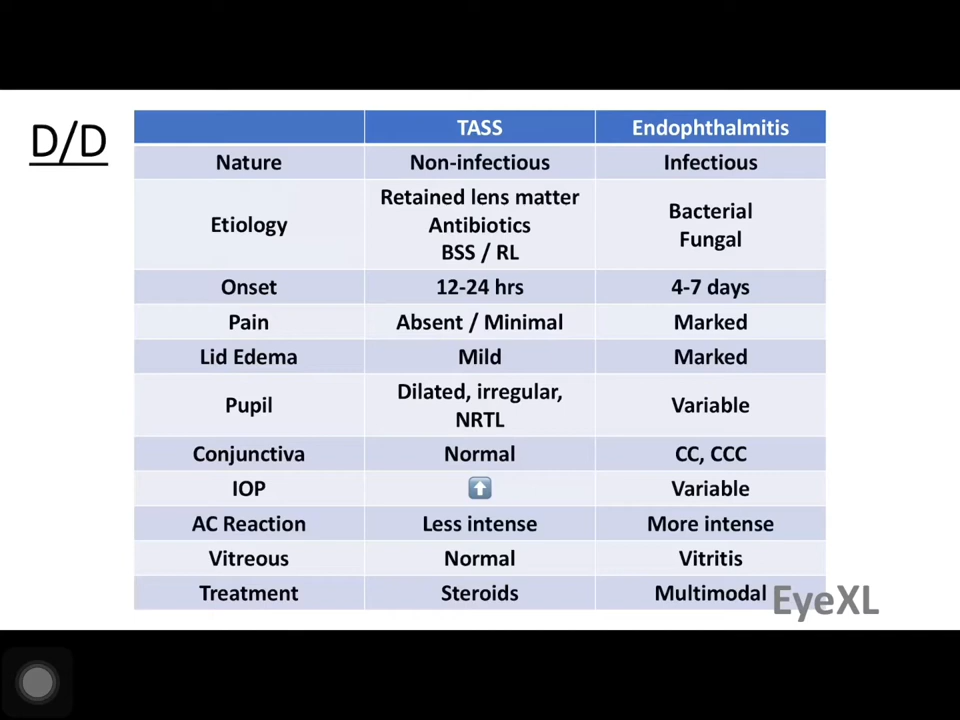 D/D
TASS Endophthalmitis
Nature Non-infectious Infectious
Etiology Retained lens matter
Antibiotics
BSS / RL Bacterial
Fungal
Onset 12-24 hrs 4-7 days
Pain Absent / Minimal Marked
Lid Edema Mild Marked
Pupil Dilated, irregular,
NRTL Variable
Conjunctiva Normal CC, CCC
IOP ⬆️ Variable
AC Reaction Less intense More intense
Vitreous Normal Vitritis
Treatment Steroids Multimodal
EyeXL